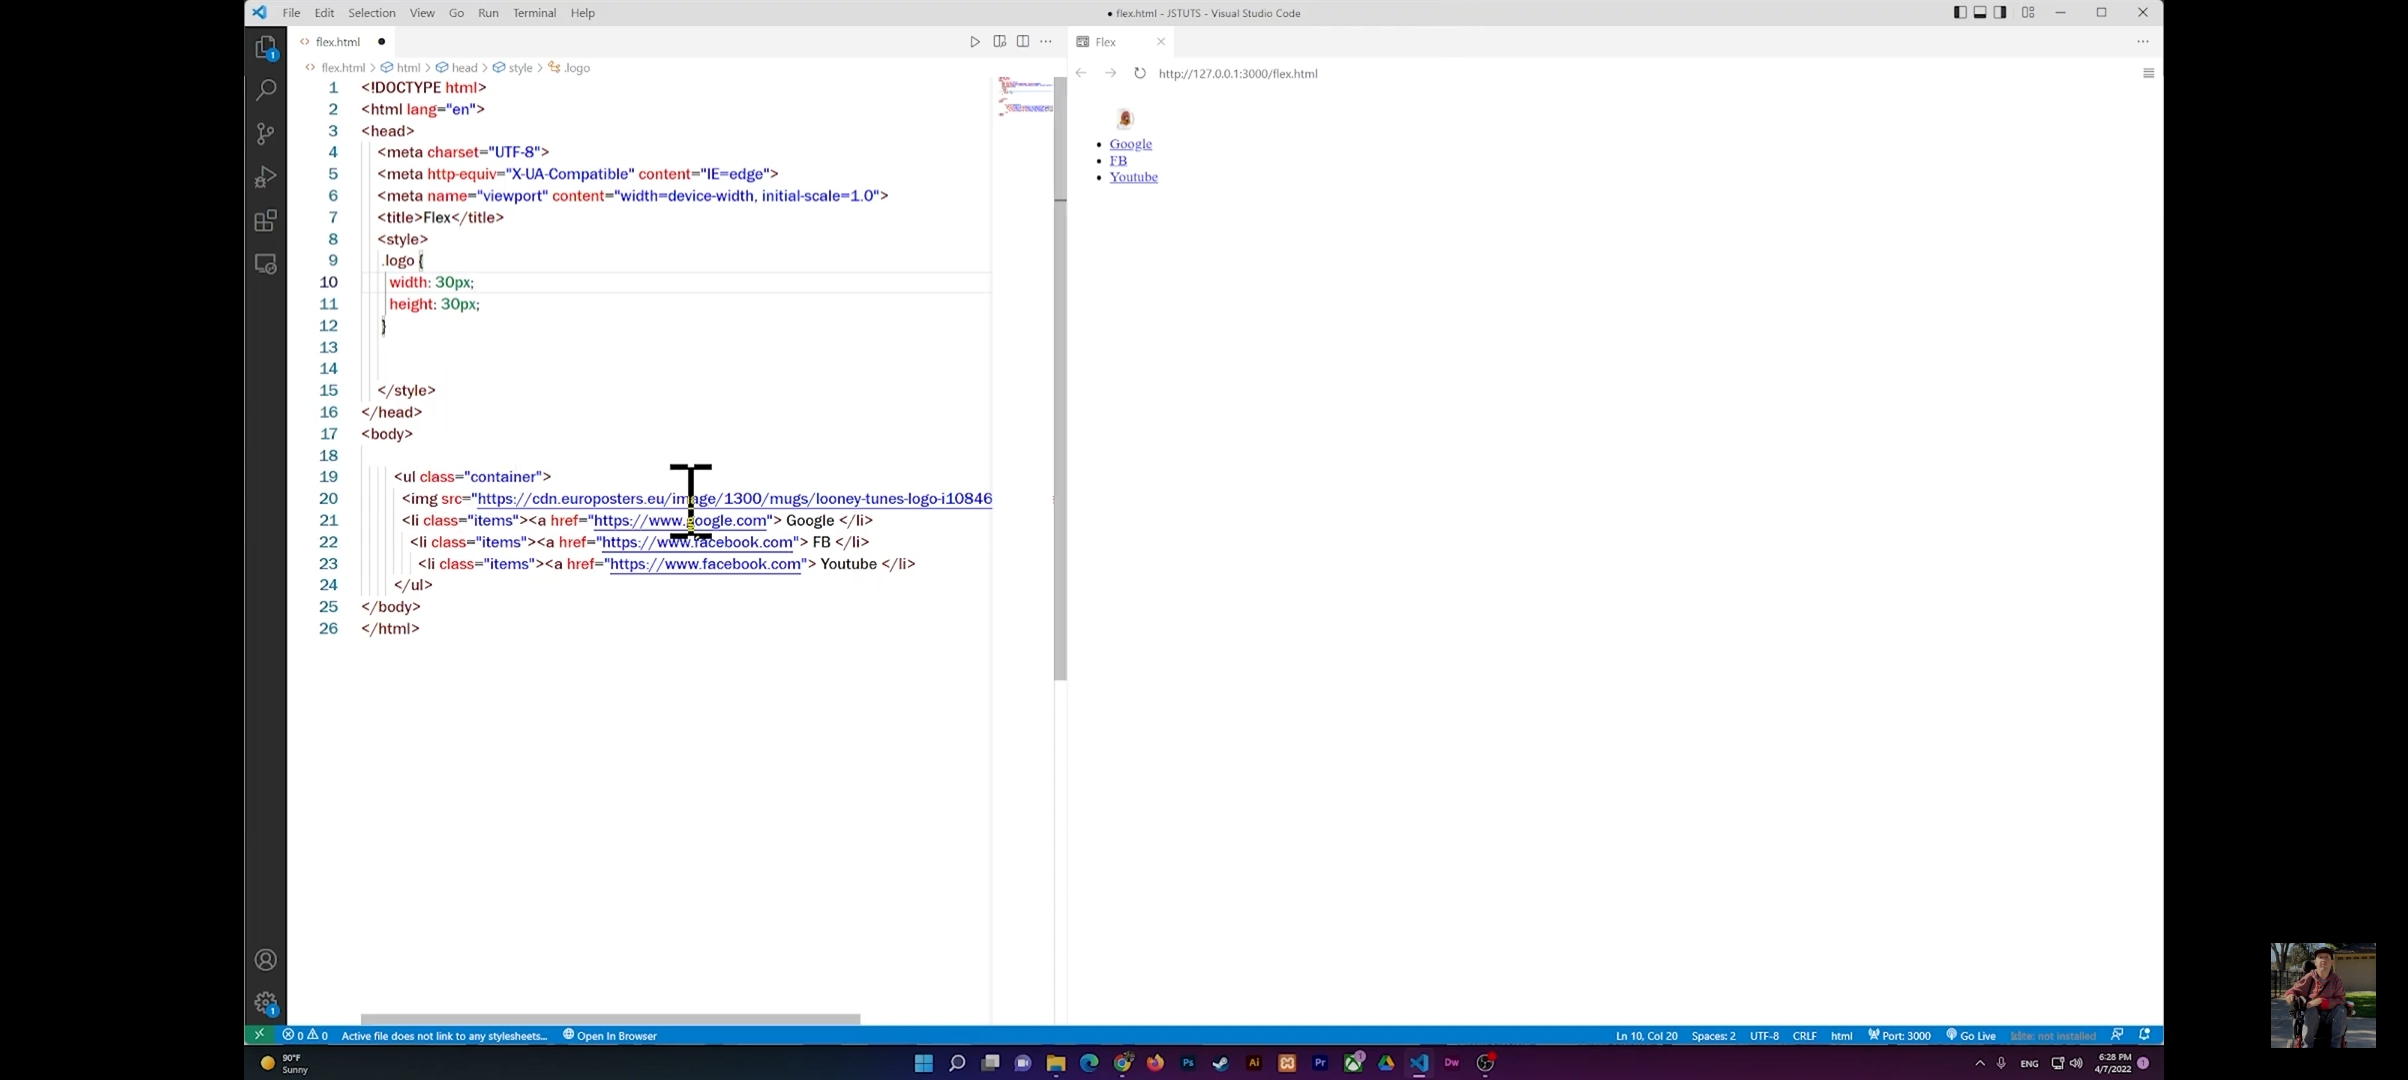 File Edit Selection View Go Run Terminal Help
● flex.html - JSTUTS - Visual Studio Code
flex.html ●
Flex
flex.html > html > head > style > .logo
http://127.0.0.1:3000/flex.html
1 <!DOCTYPE html>
2 <html lang="en">
3 <head>
4 <meta charset="UTF-8">
5 <meta http-equiv="X-UA-Compatible" content="IE=edge">
6 <meta name="viewport" content="width=device-width, initial-scale=1.0">
7 <title>Flex</title>
8 <style>
9 .logo {
10 width: 30px;
11 height: 30px;
12 }
13
14
15 </style>
16 </head>
17 <body>
18
19 <ul class="container">
20 <img src="https://cdn.europosters.eu/image/1300/mugs/looney-tunes-logo-i10846
21 <li class="items"><a href="https://www.google.com"> Google </li>
22 <li class="items"><a href="https://www.facebook.com"> FB </li>
23 <li class="items"><a href="https://www.facebook.com"> Youtube </li>
24 </ul>
25 </body>
26 </html>
• Google
• FB
• Youtube
0 0 Active file does not link to any stylesheets... Open In Browser
Ln 10, Col 20 Spaces: 2 UTF-8 CRLF html Port: 3000 Go Live kite: not installed
90°F
Sunny
Ps Ai Pr Dw
ENG
6:28 PM
4/7/2022